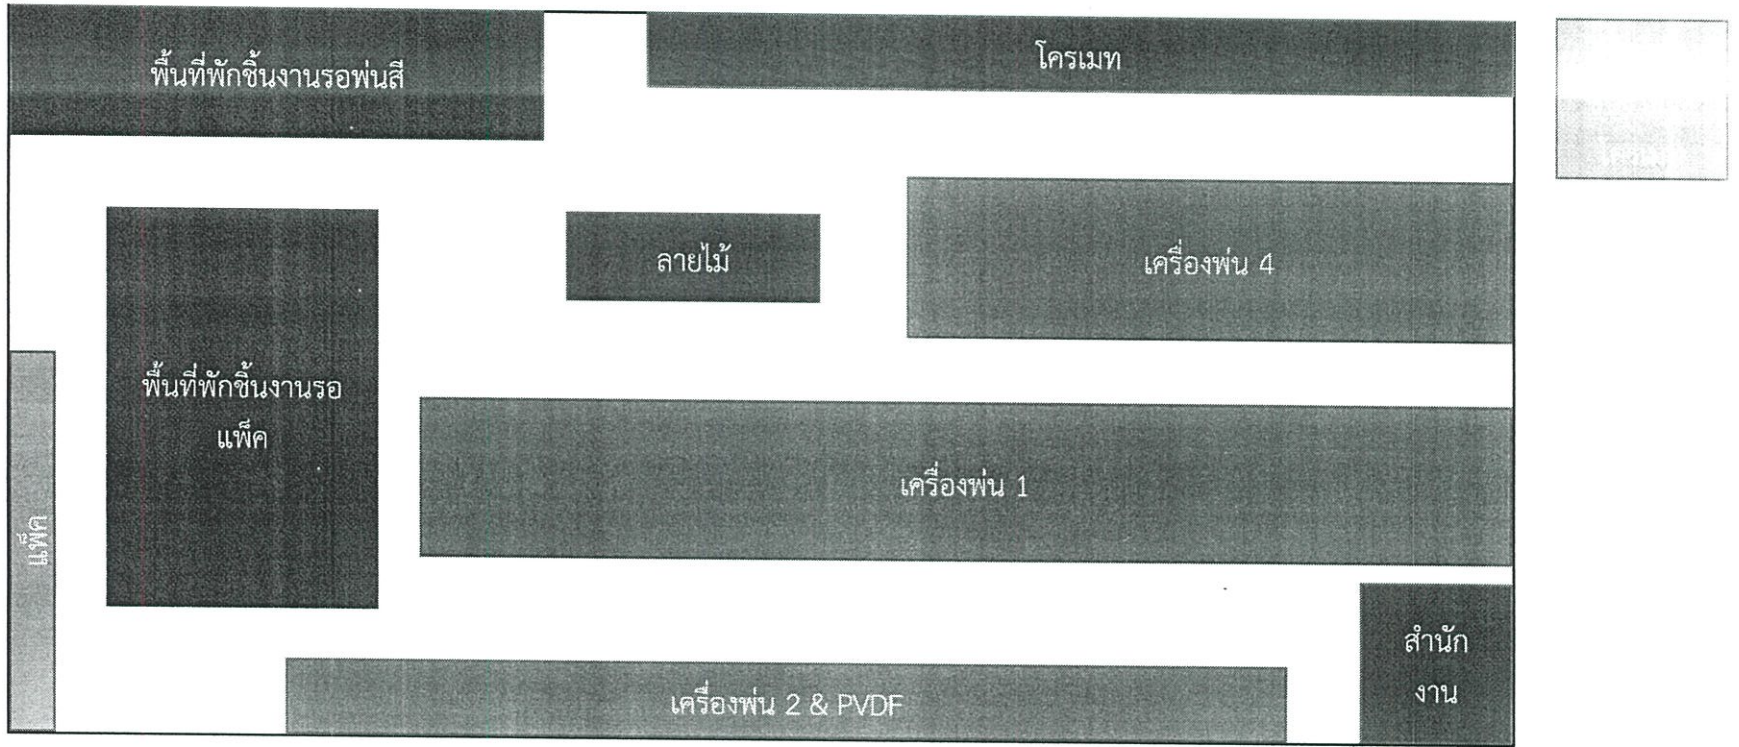 พื้นที่พักชิ้นงานรอพ่นสี
โครเมท
ลายไม้
เครื่องพ่น 4
พื้นที่พักชิ้นงานรอ
แพ็ค
เครื่องพ่น 1
แพ็ค
สำนัก
งาน
เครื่องพ่น 2 & PVDF